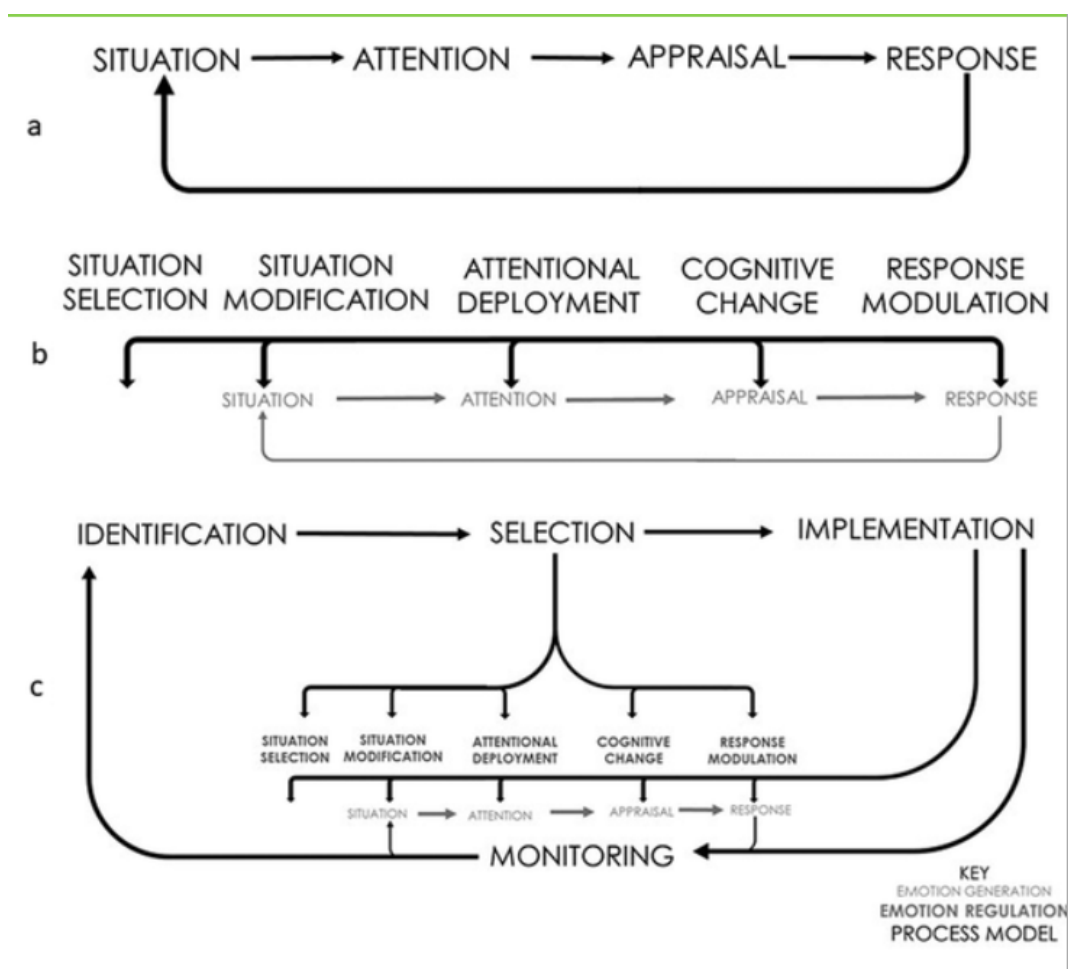 SITUATION ATTENTION APPRAISAL RESPONSE
a
SITUATION SITUATION ATTENTIONAL COGNITIVE RESPONSE
SELECTION MODIFICATION DEPLOYMENT CHANGE MODULATION
b
SITUATION ATTENTION APPRAISAL RESPONSE
IDENTIFICATION SELECTION IMPLEMENTATION
c
SITUATION SITUATION ATTENTIONAL COGNITIVE RESPONSE
SELECTION MODIFICATION DEPLOYMENT CHANGE MODULATION
SITUATION ATTENTION APPRAISAL RESPONSE
MONITORING
KEY
EMOTION GENERATION
EMOTION REGULATION
PROCESS MODEL